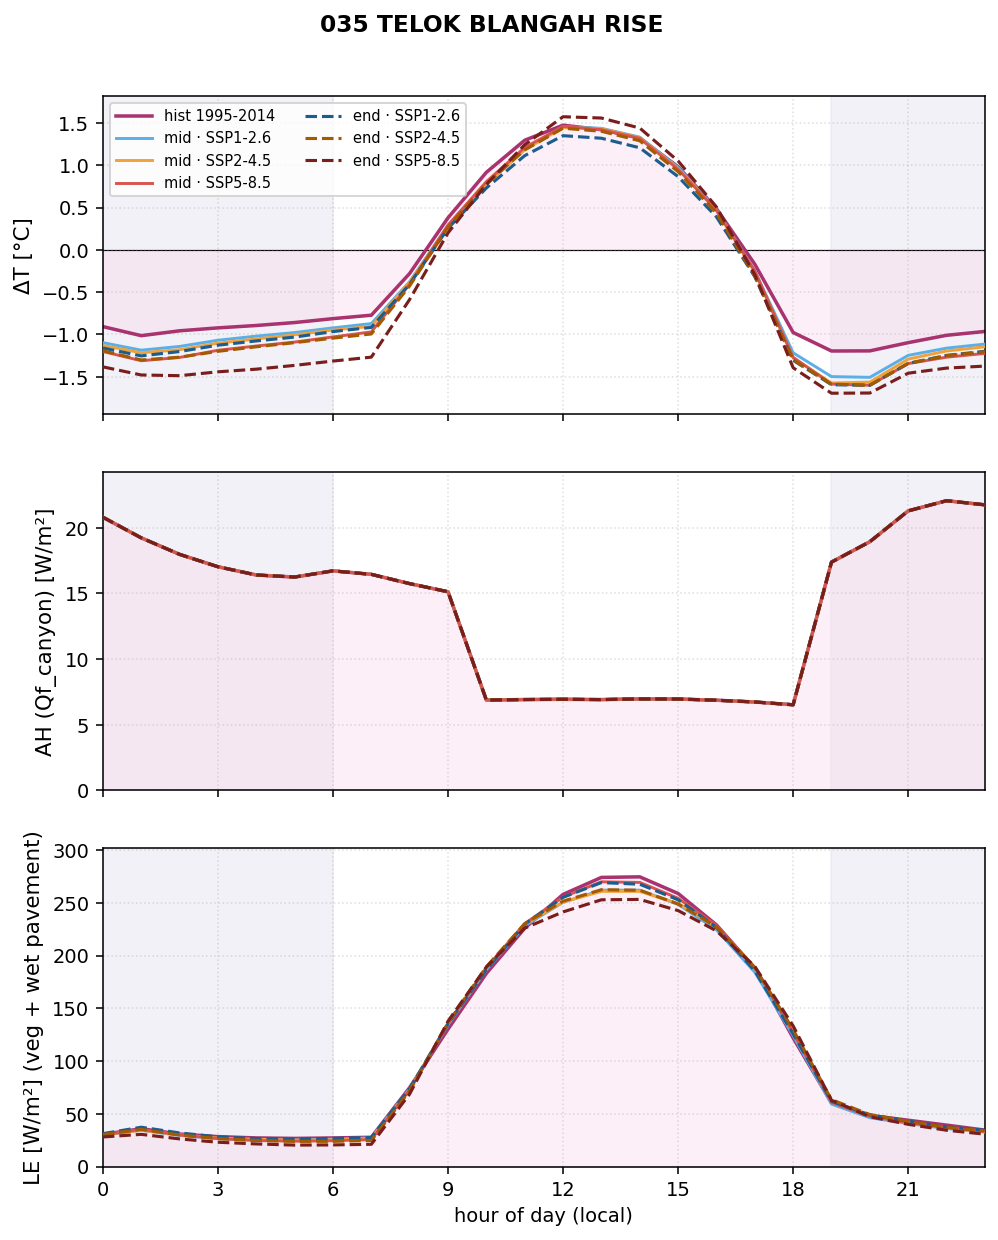 035 TELOK BLANGAH RISE
hist 1995-2014
mid · SSP1-2.6
mid · SSP2-4.5
mid · SSP5-8.5
end · SSP1-2.6
end · SSP2-4.5
end · SSP5-8.5
ΔT [°C]
1.5
1.0
0.5
0.0
−0.5
−1.0
−1.5
AH (Qf_canyon) [W/m²]
20
15
10
5
0
LE [W/m²] (veg + wet pavement)
300
250
200
150
100
50
0
0 3 6 9 12 15 18 21
hour of day (local)